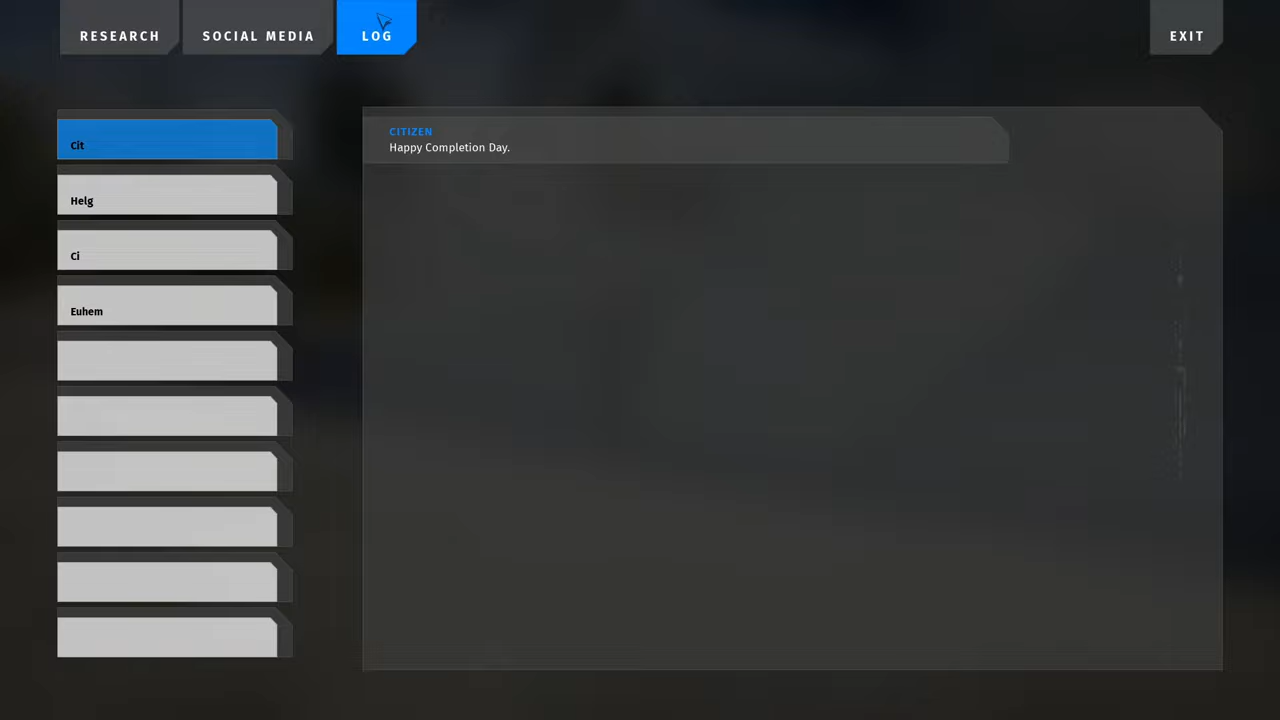 RESEARCH
SOCIAL MEDIA
LOG
EXIT
Cit
Helg
Ci
Euhem
CITIZEN
Happy Completion Day.